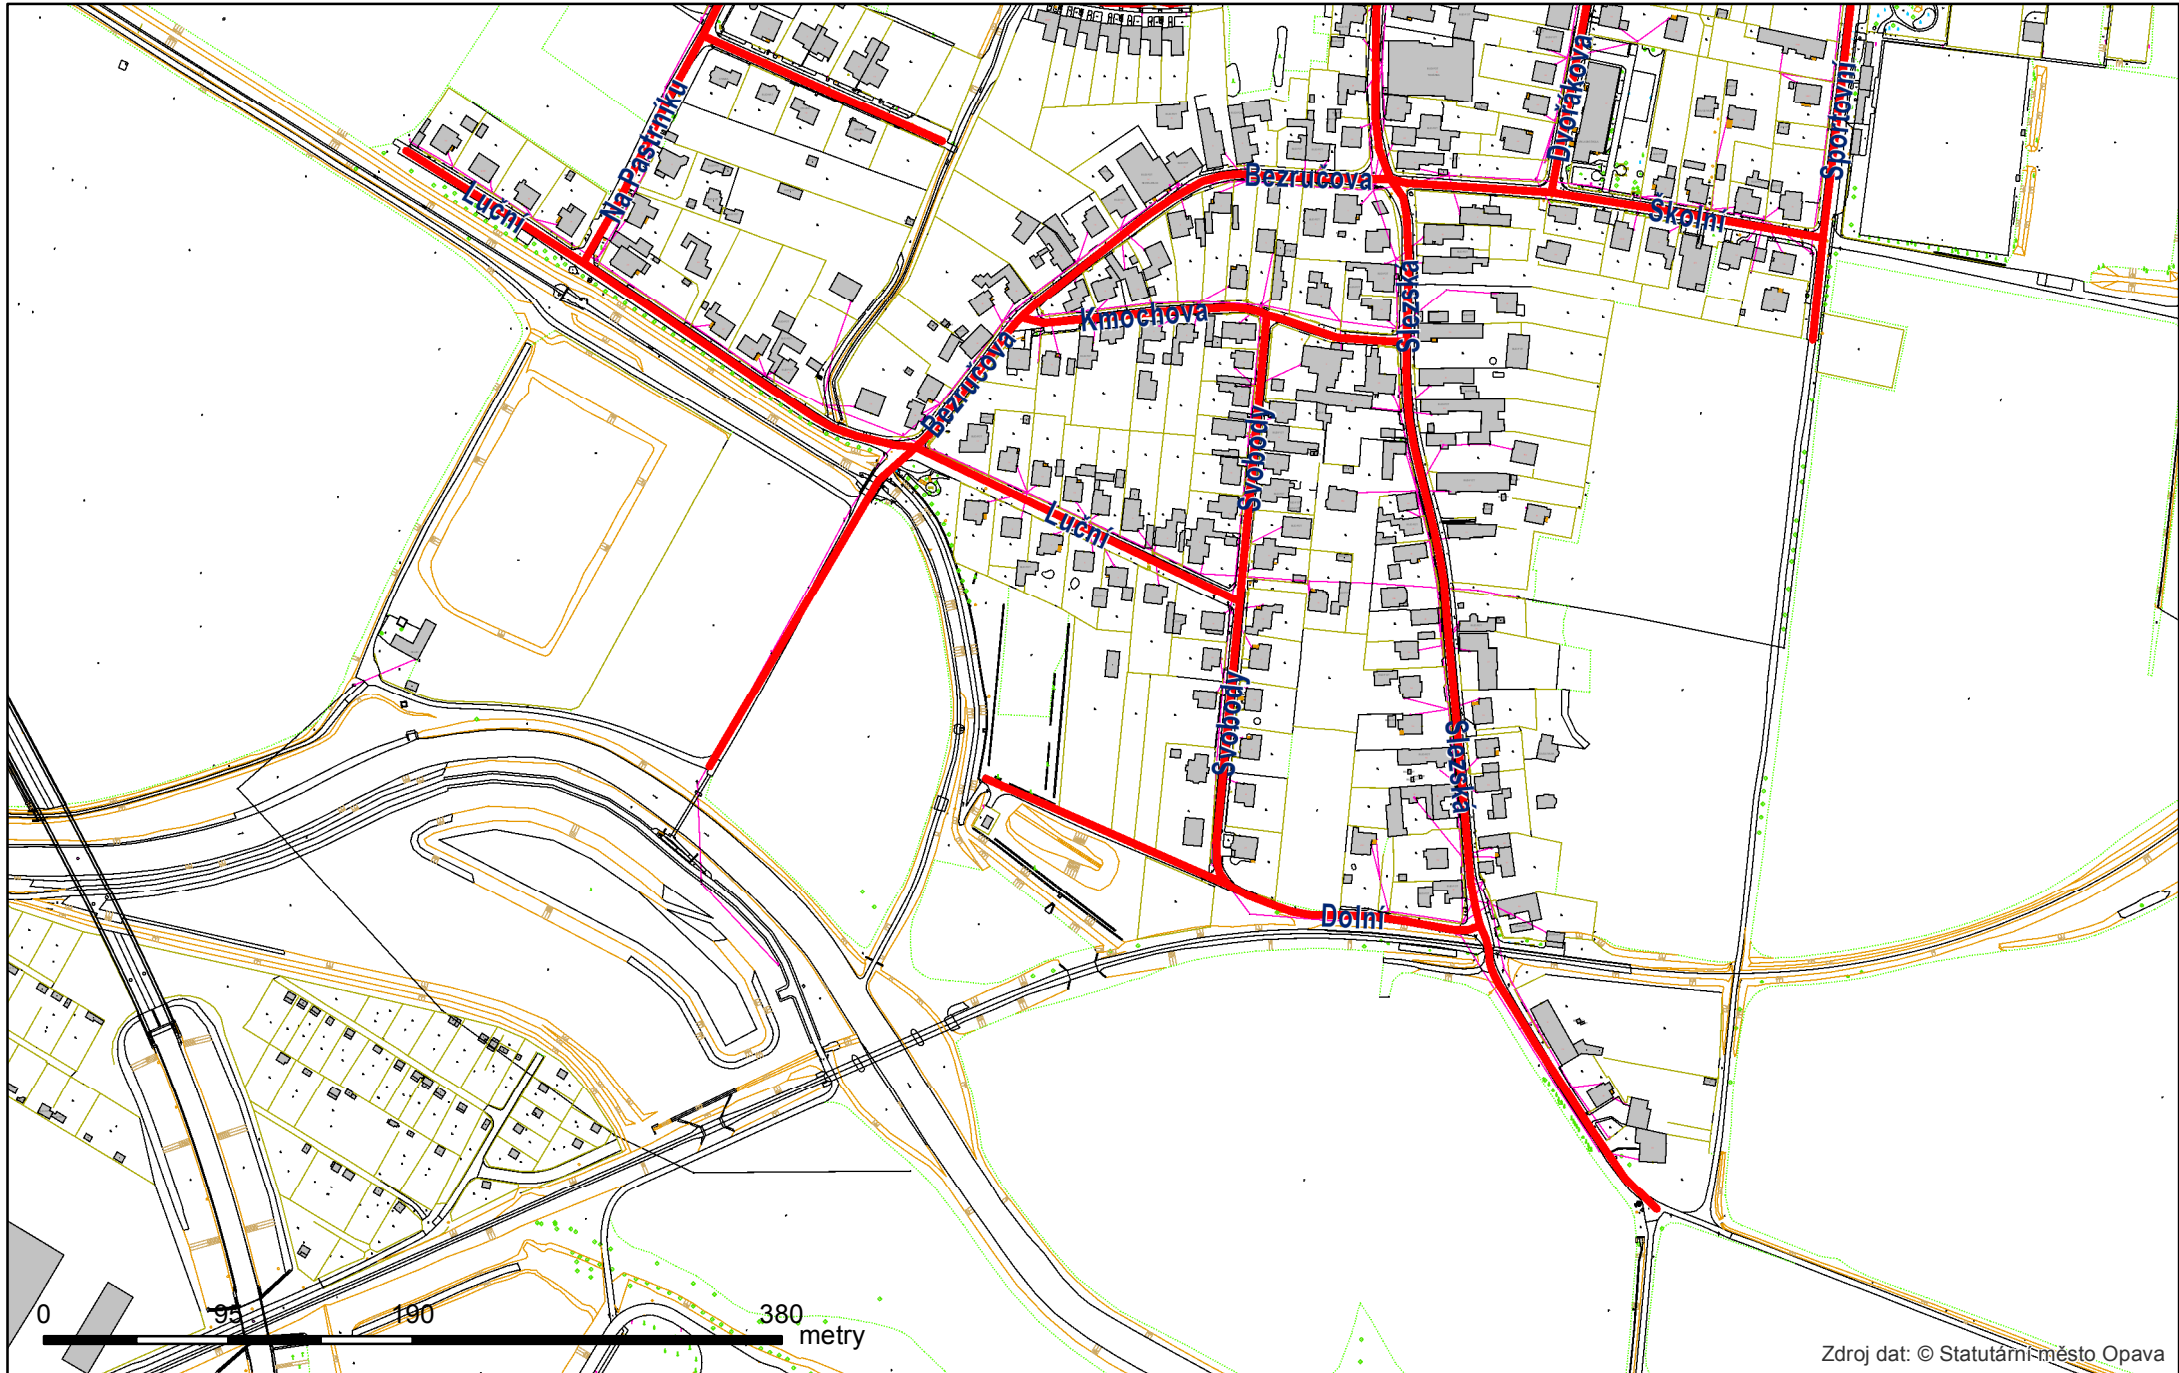 Na Pastrníku
Dvořákova
Sportovní
Luční
Bezručova
Školní
Slezská
Kmochova
Bezručova
Svobody
Luční
Svobody
Slezská
Dolní
0 95 190 380
metry
Zdroj dat: © Statutární město Opava